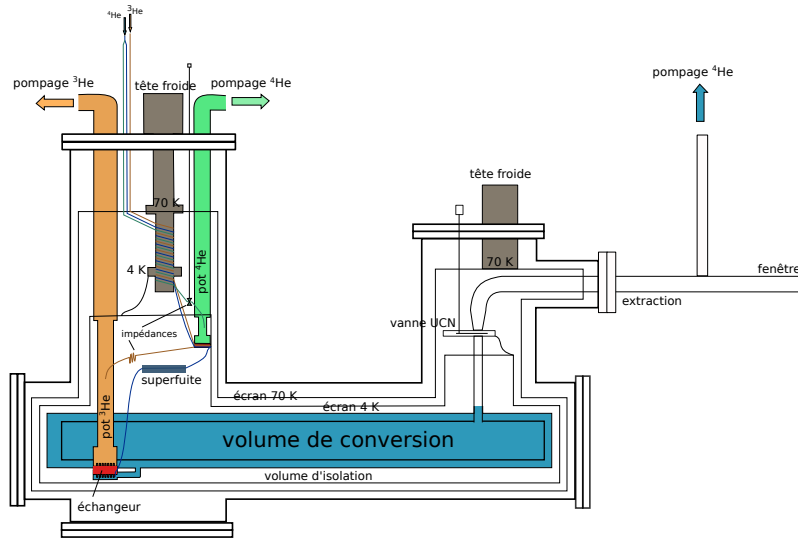 ⁴He
³He
pompage ³He
tête froide
pompage ⁴He
pompage ⁴He
tête froide
70 K
4 K
pot ⁴He
70 K
fenêtre
extraction
impédances
vanne UCN
superfuite
écran 70 K
écran 4 K
pot ³He
volume de conversion
volume d'isolation
échangeur